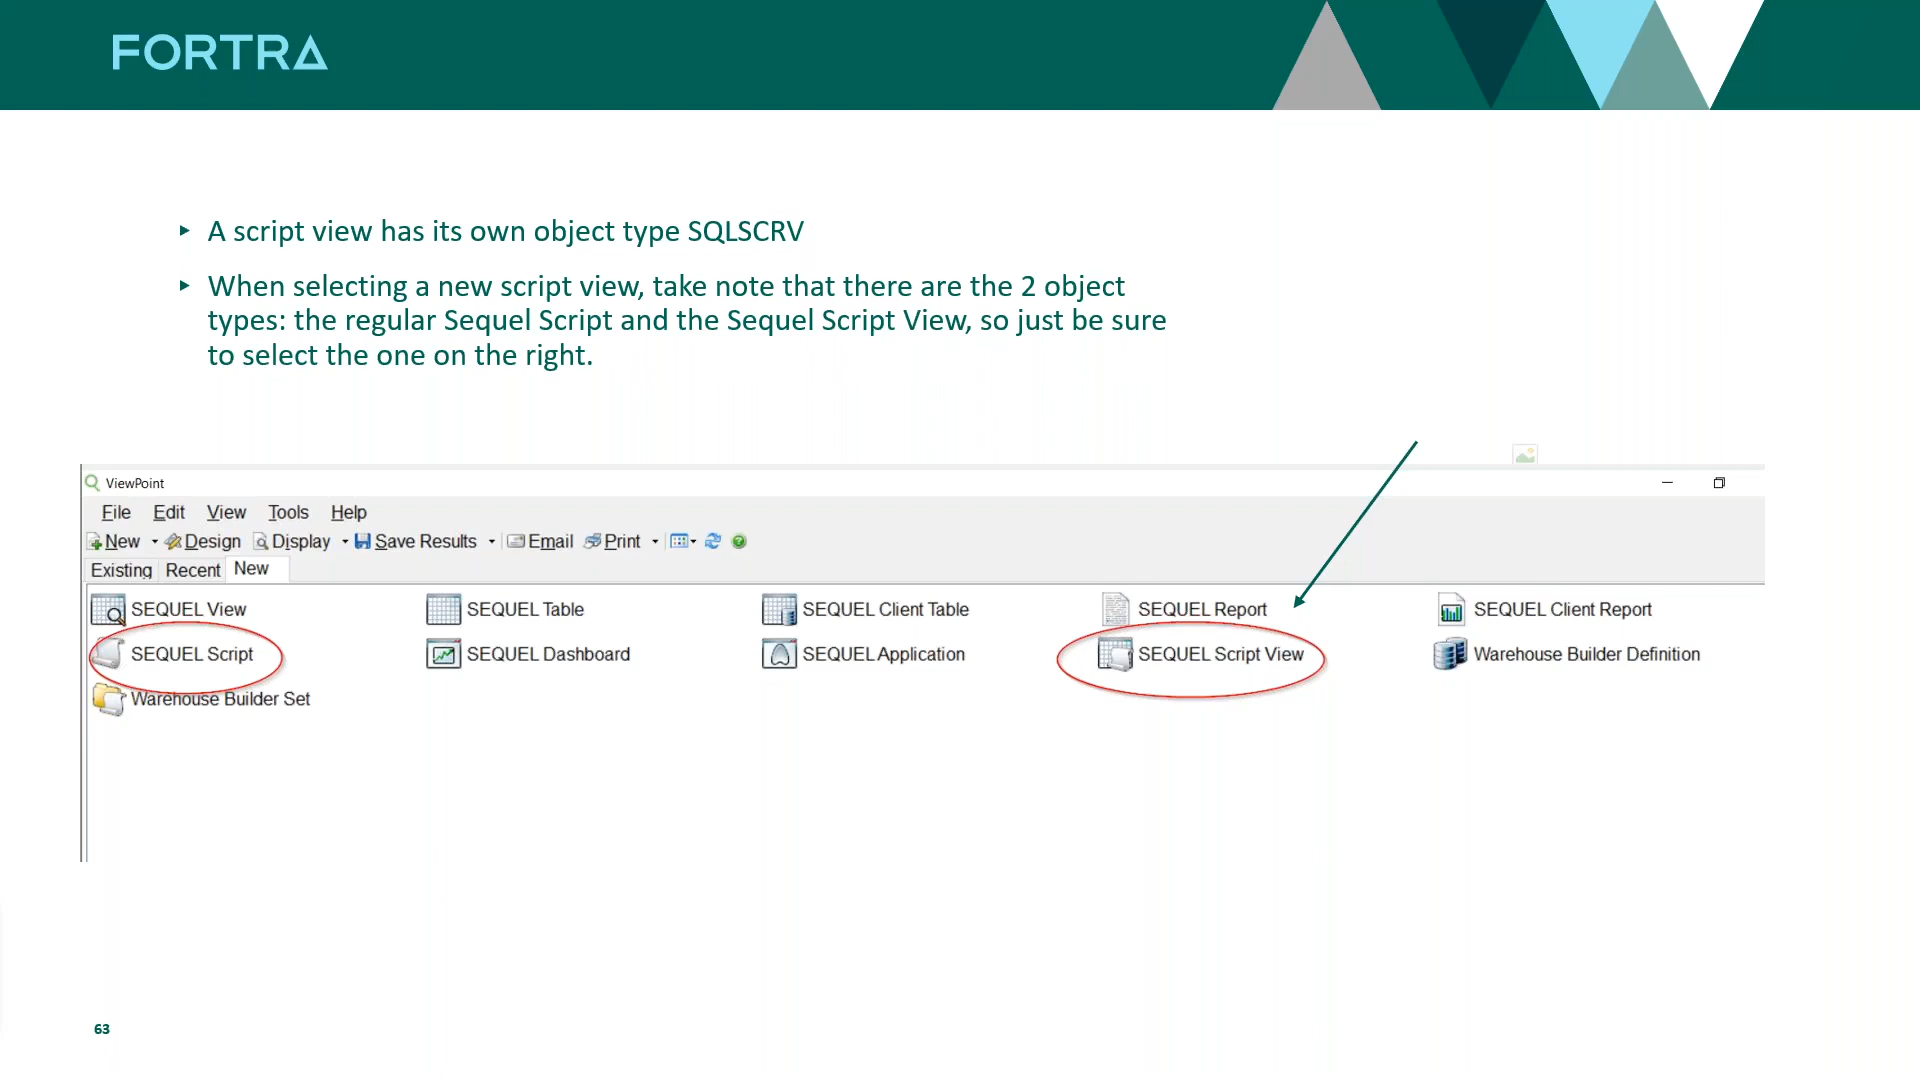 FORTRA
‣ A script view has its own object type SQLSCRV
‣ When selecting a new script view, take note that there are the 2 object
types: the regular Sequel Script and the Sequel Script View, so just be sure
to select the one on the right.
ViewPoint
File Edit View Tools Help
New Design Display Save Results Email Print
Existing Recent New
SEQUEL View SEQUEL Table SEQUEL Client Table SEQUEL Report SEQUEL Client Report
SEQUEL Script SEQUEL Dashboard SEQUEL Application SEQUEL Script View Warehouse Builder Definition
Warehouse Builder Set
63